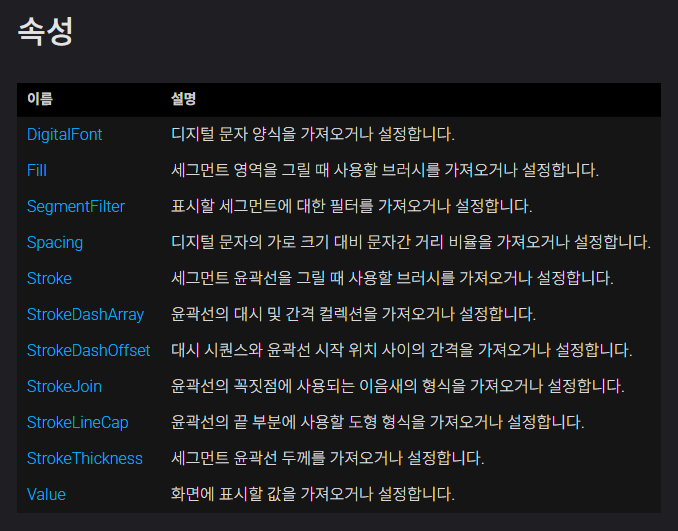 속성
이름 설명
DigitalFont 디지털 문자 양식을 가져오거나 설정합니다.
Fill 세그먼트 영역을 그릴 때 사용할 브러시를 가져오거나 설정합니다.
SegmentFilter 표시할 세그먼트에 대한 필터를 가져오거나 설정합니다.
Spacing 디지털 문자의 가로 크기 대비 문자간 거리 비율을 가져오거나 설정합니다.
Stroke 세그먼트 윤곽선을 그릴 때 사용할 브러시를 가져오거나 설정합니다.
StrokeDashArray 윤곽선의 대시 및 간격 컬렉션을 가져오거나 설정합니다.
StrokeDashOffset 대시 시퀀스와 윤곽선 시작 위치 사이의 간격을 가져오거나 설정합니다.
StrokeJoin 윤곽선의 꼭짓점에 사용되는 이음새의 형식을 가져오거나 설정합니다.
StrokeLineCap 윤곽선의 끝 부분에 사용할 도형 형식을 가져오거나 설정합니다.
StrokeThickness 세그먼트 윤곽선 두께를 가져오거나 설정합니다.
Value 화면에 표시할 값을 가져오거나 설정합니다.